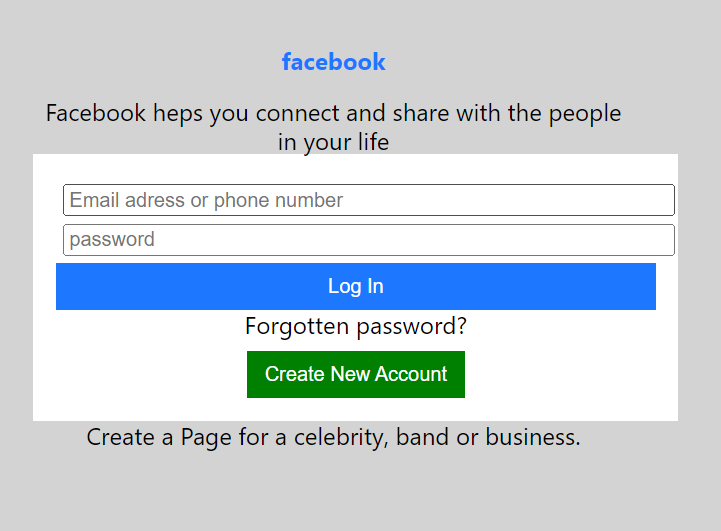 facebook
Facebook heps you connect and share with the people
in your life
Email adress or phone number
password
Log In
Forgotten password?
Create New Account
Create a Page for a celebrity, band or business.